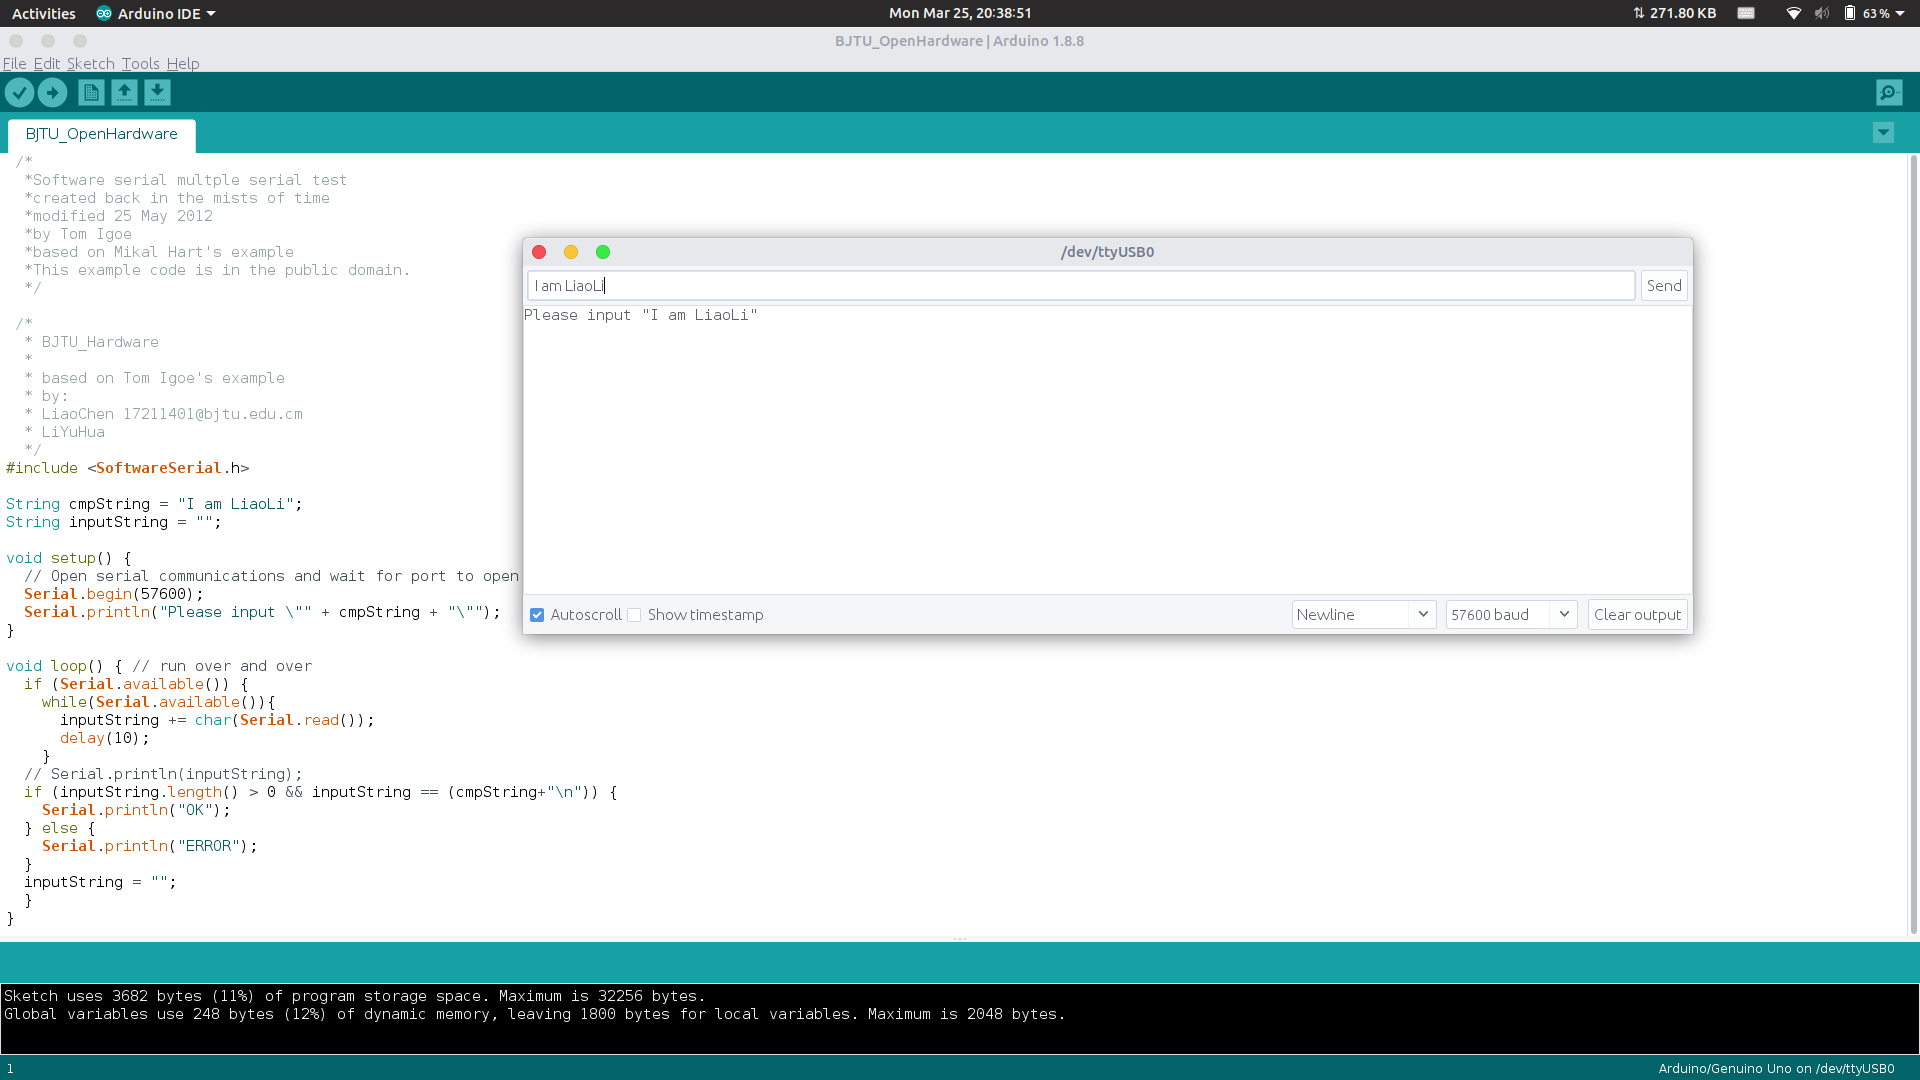 Activities Arduino IDE Mon Mar 25, 20:38:51 271.80 KB 63 %
BJTU_OpenHardware | Arduino 1.8.8
File Edit Sketch Tools Help
BJTU_OpenHardware
/*
*Software serial multple serial test
*created back in the mists of time
*modified 25 May 2012
*by Tom Igoe
*based on Mikal Hart's example
*This example code is in the public domain.
*/
/*
* BJTU_Hardware
*
* based on Tom Igoe's example
* by:
* LiaoChen 17211401@bjtu.edu.cm
* LiYuHua
*/
#include <SoftwareSerial.h>
String cmpString = "I am LiaoLi";
String inputString = "";
void setup() {
// Open serial communications and wait for port to open
Serial.begin(57600);
Serial.println("Please input \"" + cmpString + "\"");
}
void loop() { // run over and over
if (Serial.available()) {
while(Serial.available()){
inputString += char(Serial.read());
delay(10);
}
// Serial.println(inputString);
if (inputString.length() > 0 && inputString == (cmpString+"\n")) {
Serial.println("OK");
} else {
Serial.println("ERROR");
}
inputString = "";
}
}
/dev/ttyUSB0
I am LiaoLi Send
Please input "I am LiaoLi"
Autoscroll Show timestamp Newline 57600 baud Clear output
Sketch uses 3682 bytes (11%) of program storage space. Maximum is 32256 bytes.
Global variables use 248 bytes (12%) of dynamic memory, leaving 1800 bytes for local variables. Maximum is 2048 bytes.
1 Arduino/Genuino Uno on /dev/ttyUSB0